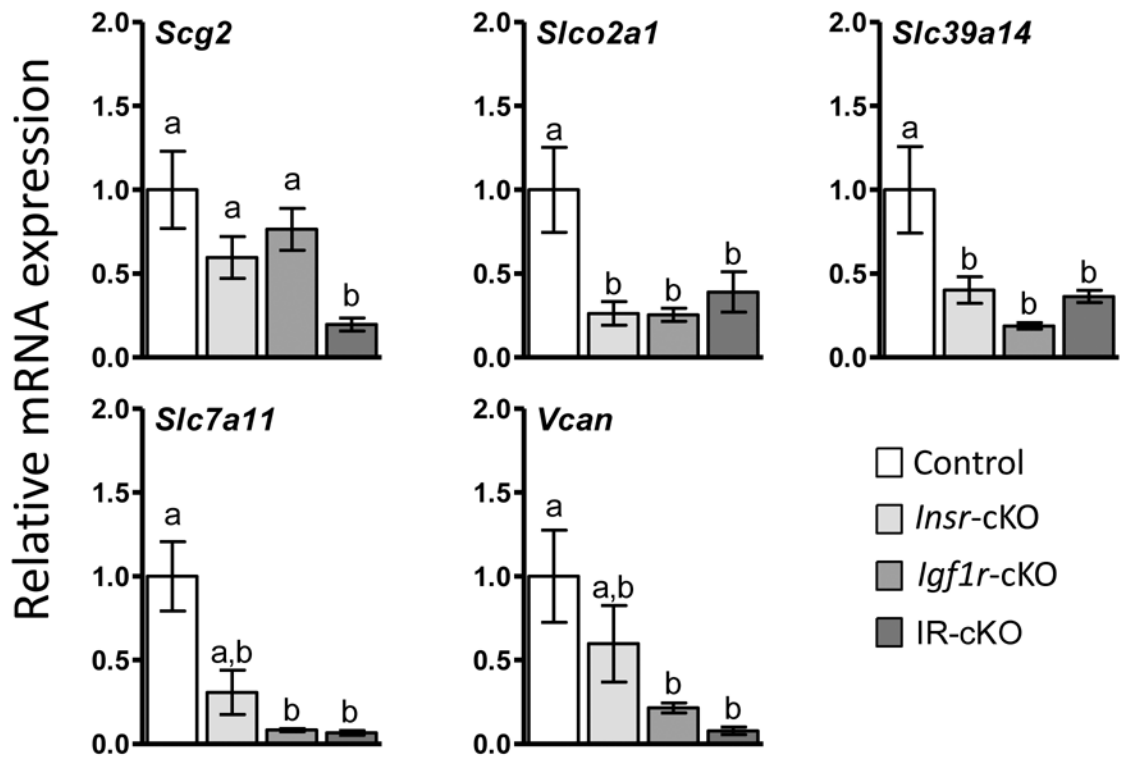 Relative mRNA expression
Scg2
2.0
1.5
1.0
0.5
0.0
a
a
a
b
Slco2a1
2.0
1.5
1.0
0.5
0.0
a
b
b
b
Slc39a14
2.0
1.5
1.0
0.5
0.0
a
b
b
b
Slc7a11
2.0
1.5
1.0
0.5
0.0
a
a,b
b
b
Vcan
2.0
1.5
1.0
0.5
0.0
a
a,b
b
b
Control
Insr-cKO
Igf1r-cKO
IR-cKO